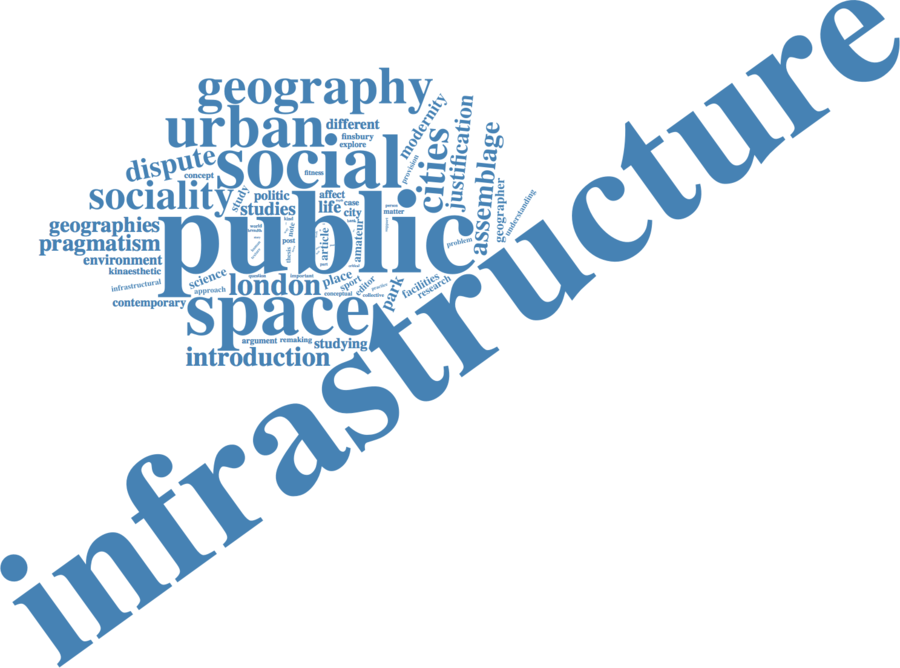 infrastructure
geography
urban
different
finsbury
explore
modernity
dispute
social
cities
justification
assemblage
concept
fitness
provision
sociality
study
politic
affect
studies
life
case
city
person
matter
geographer
understanding
geographies
public
pragmatism
environment
kinaesthetic
world
kind
post
thesis
article
amateur
problem
part
critical
infrastructural
science
approach
question
important
london
place
sport
editor
practice
conceptual
collective
park
facilities
research
contemporary
space
argument
remaking
studying
introduction